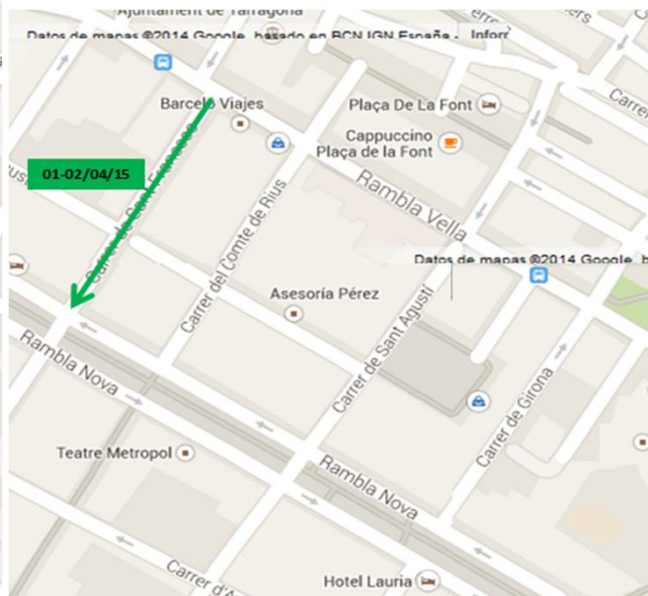 Ajuntament de Tarragona
Datos de mapas ©2014 Google, basado en BCN IGN España -
Barceló Viajes
Plaça De La Font
Cappuccino
Plaça de la Font
01-02/04/15
Rambla Vella
Carrer del Comte de Rius
Datos de mapas ©2014 Google, b
Asesoría Pérez
Carrer de Sant Agustí
Rambla Nova
Carrer de Girona
Teatre Metropol
Rambla Nova
Hotel Lauria
Carrer d'A